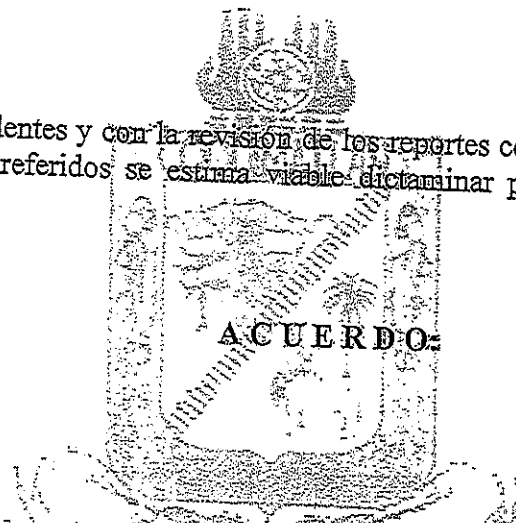 dentes y con la revisión de los reportes
referidos se estima viable dictaminar
ACUERDO: